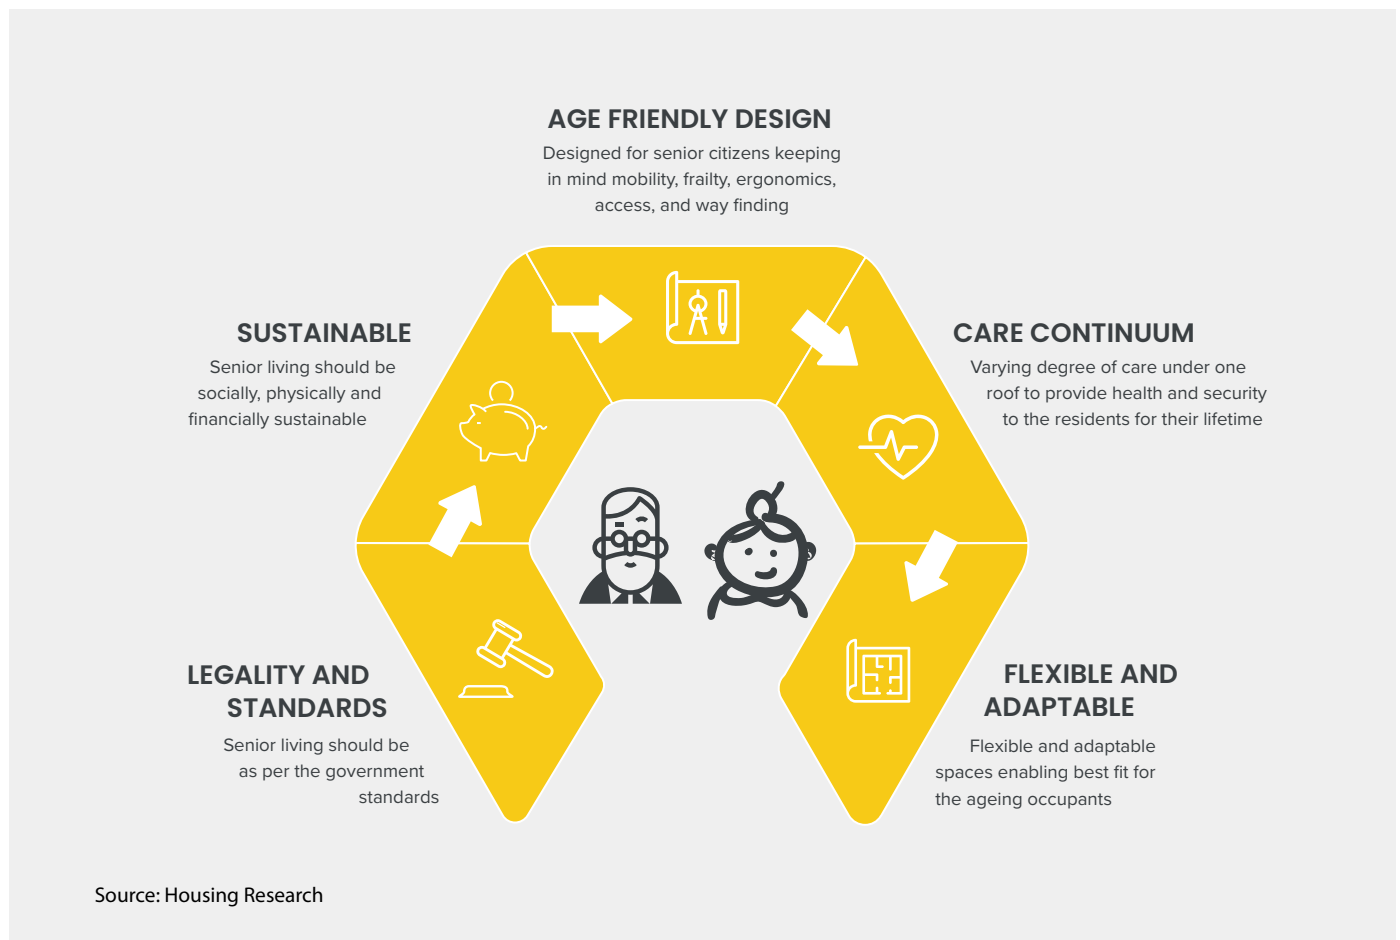 AGE FRIENDLY DESIGN
Designed for senior citizens keeping
in mind mobility, frailty, ergonomics,
access, and way finding
SUSTAINABLE
Senior living should be
socially, physically and
financially sustainable
CARE CONTINUUM
Varying degree of care under one
roof to provide health and security
to the residents for their lifetime
LEGALITY AND
STANDARDS
Senior living should be
as per the government
standards
FLEXIBLE AND
ADAPTABLE
Flexible and adaptable
spaces enabling best fit for
the ageing occupants
Source: Housing Research